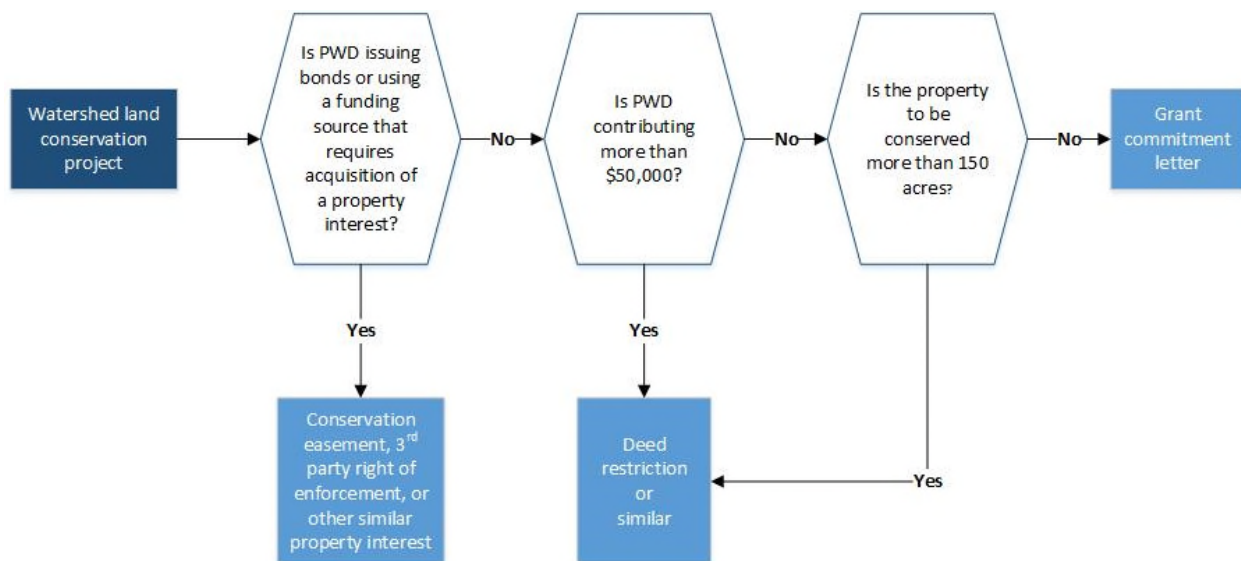 Watershed land
conservation
project
Is PWD issuing
bonds or using
a funding
source that
requires
acquisition of
a property
interest?
No
Is PWD
contributing
more than
$50,000?
No
Is the property
to be
conserved
more than 150
acres?
No
Grant
commitment
letter
Yes
Yes
Conservation
easement, 3rd
party right of
enforcement, or
other similar
property interest
Deed
restriction
or
similar
Yes